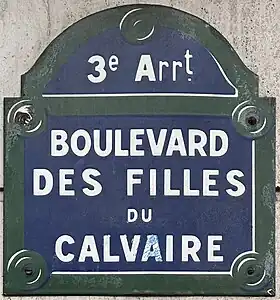 3e Arrt
BOULEVARD
DES FILLES
DU
CALVAIRE